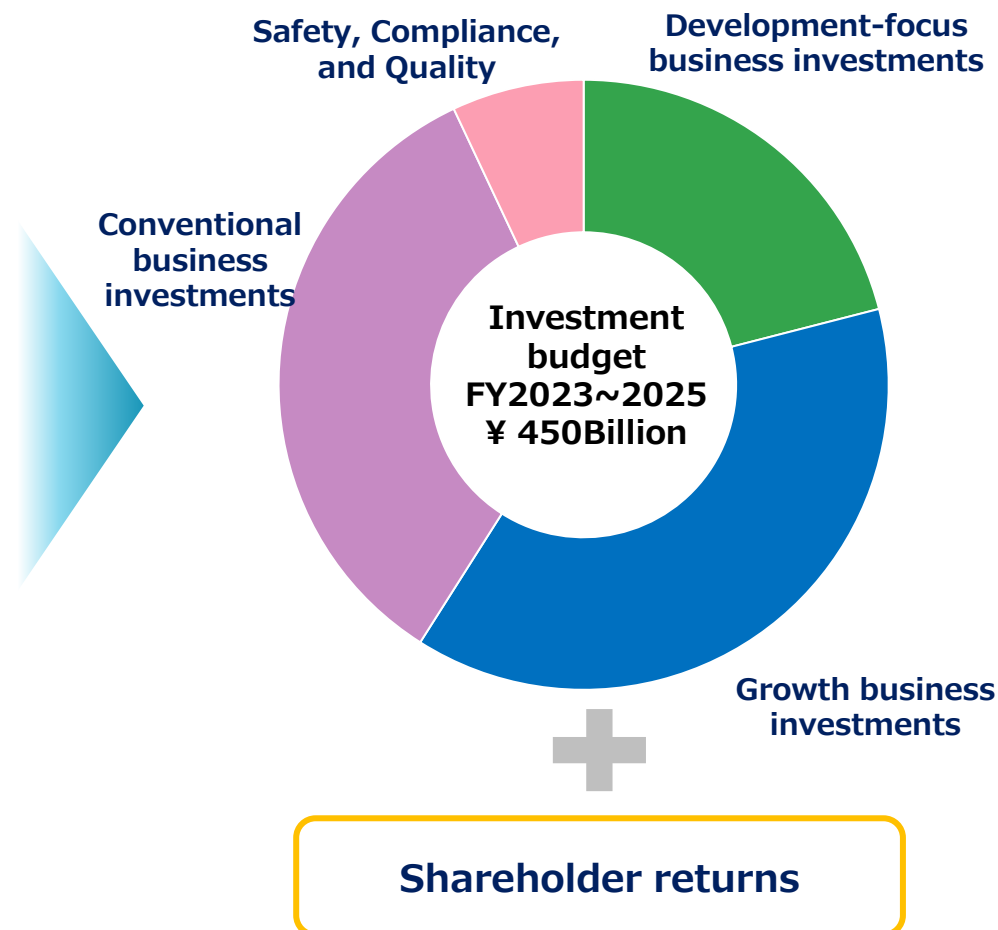 Safety, Compliance,
and Quality
Development-focus
business investments
Conventional
business
investments
Investment
budget
FY2023~2025
¥ 450Billion
Growth business
investments
Shareholder returns